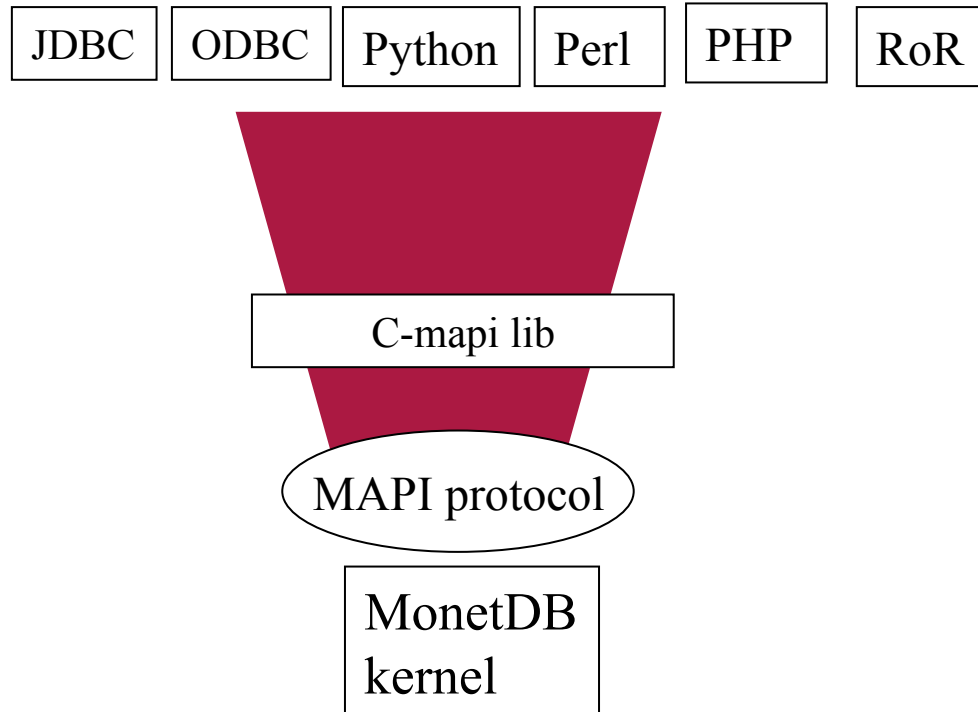 JDBC ODBC Python Perl PHP RoR
C-mapi lib
MAPI protocol
MonetDB
kernel